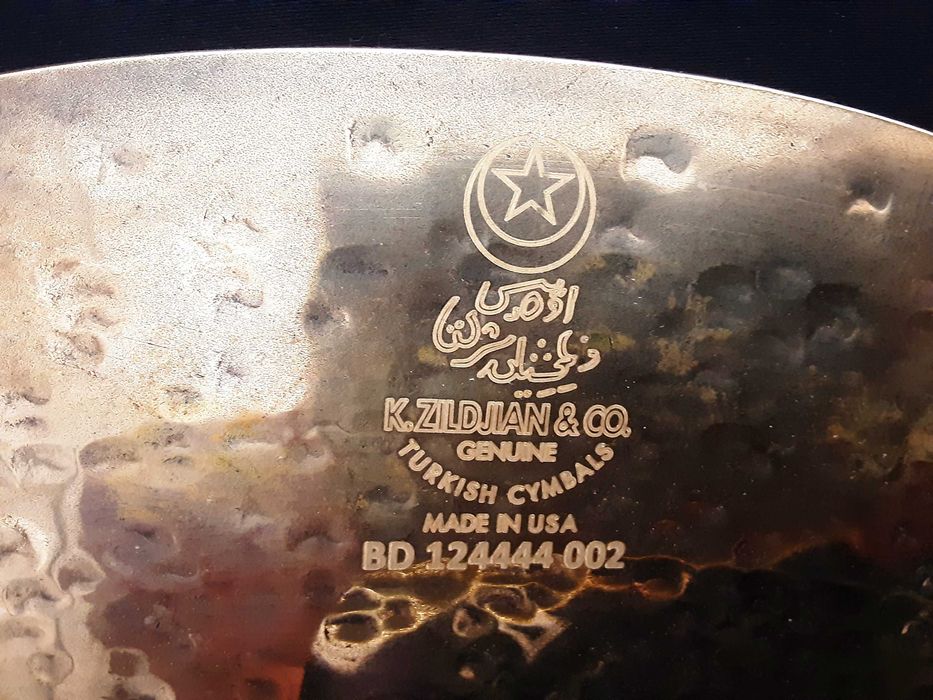 K. ZILDJIAN & CO.
GENUINE
TURKISH CYMBALS
MADE IN USA
BD 124444 002